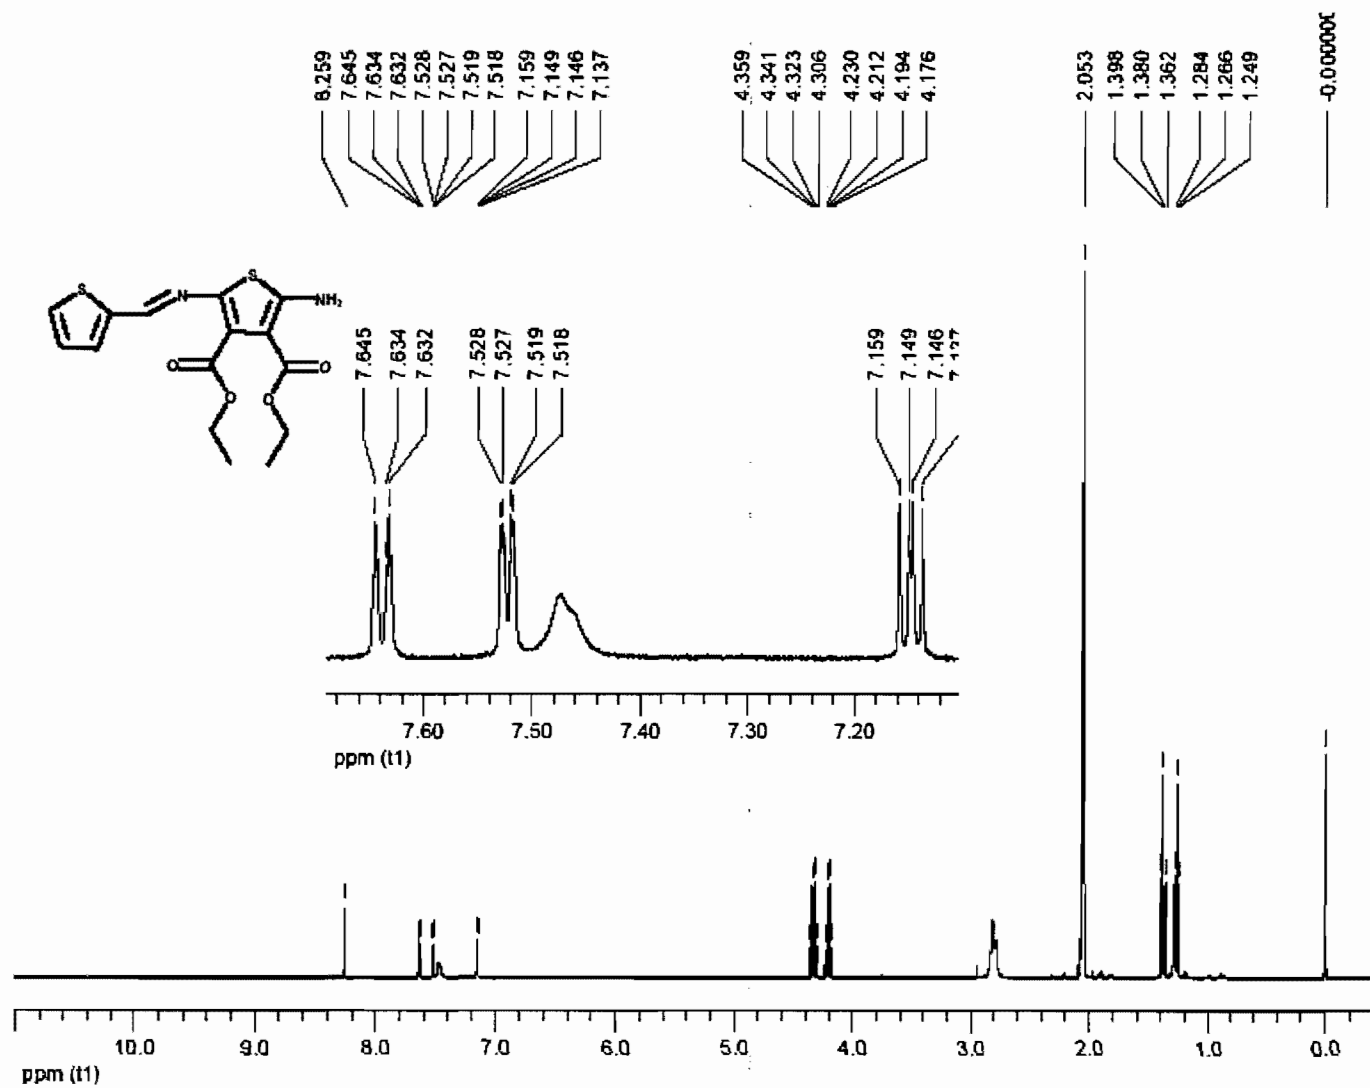 8.259 7.645 7.634 7.632 7.528 7.527 7.519 7.518 7.159 7.149 7.146 7.137 4.359 4.341 4.323 4.306 4.230 4.212 4.194 4.176 2.053 1.398 1.380 1.362 1.284 1.266 1.249 -0.00000
S
S
N
NH₂
O
O
O
O
7.645 7.634 7.632 7.528 7.527 7.519 7.518 7.159 7.149 7.146 7.137
7.60 7.50 7.40 7.30 7.20
ppm (t1)
10.0 9.0 8.0 7.0 6.0 5.0 4.0 3.0 2.0 1.0 0.0
ppm (t1)